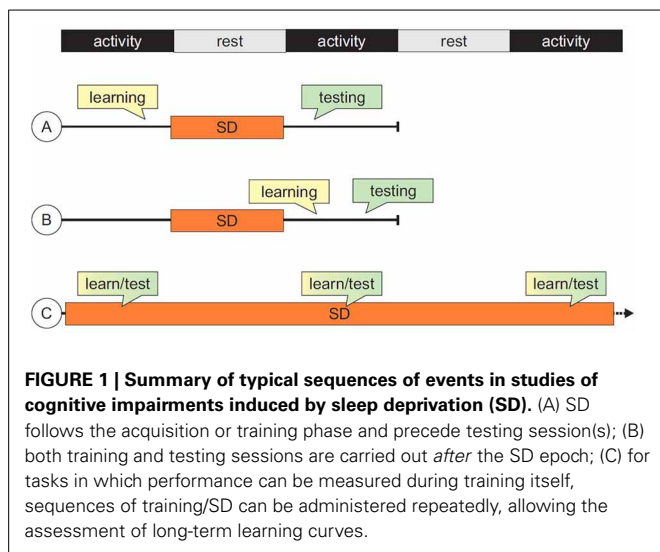 activity rest activity rest activity
learning testing
A SD
learning testing
B SD
learn/test learn/test learn/test
C SD
FIGURE 1 | Summary of typical sequences of events in studies of
cognitive impairments induced by sleep deprivation (SD). (A) SD
follows the acquisition or training phase and precede testing session(s); (B)
both training and testing sessions are carried out after the SD epoch; (C) for
tasks in which performance can be measured during training itself,
sequences of training/SD can be administered repeatedly, allowing the
assessment of long-term learning curves.